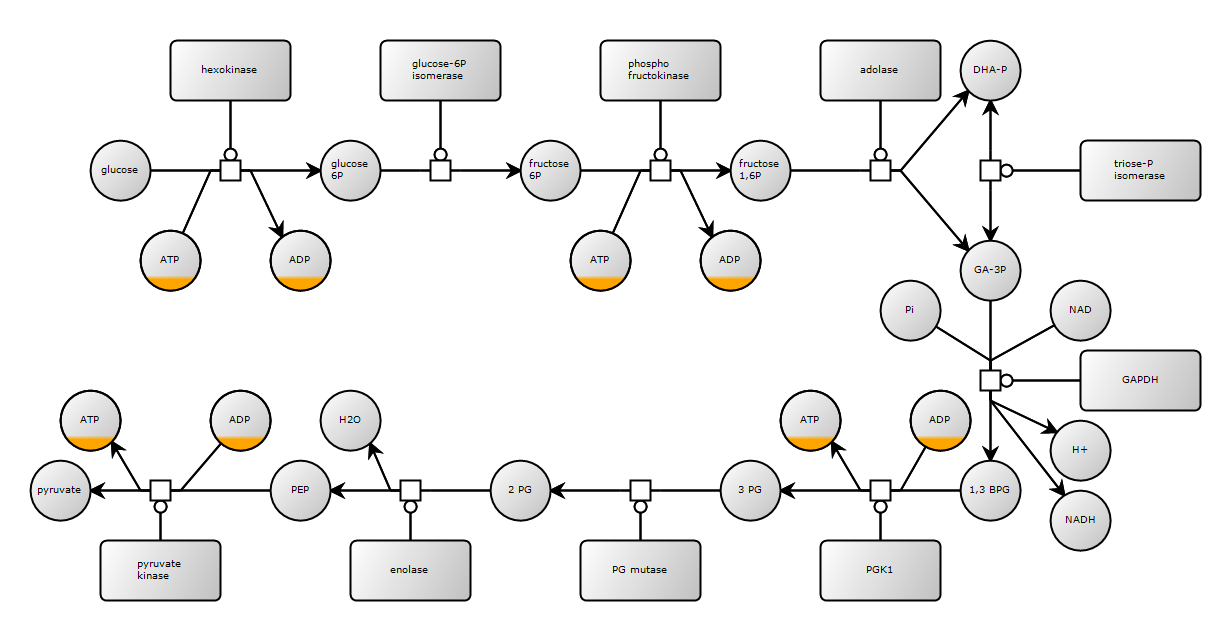 hexokinase
glucose-6P
isomerase
phospho
fructokinase
adolase
DHA-P
glucose
glucose
6P
fructose
6P
fructose
1,6P
triose-P
isomerase
ATP
ADP
ATP
ADP
GA-3P
Pi
NAD
GAPDH
ATP
ADP
H2O
ATP
ADP
H+
pyruvate
PEP
2 PG
3 PG
1,3 BPG
NADH
pyruvate
kinase
enolase
PG mutase
PGK1